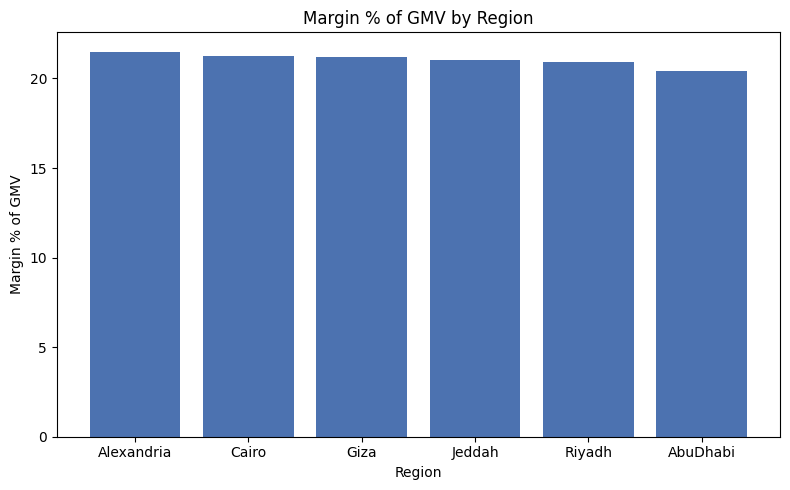 Margin % of GMV by Region
Margin % of GMV
20
15
10
5
0
Alexandria Cairo Giza Jeddah Riyadh AbuDhabi
Region